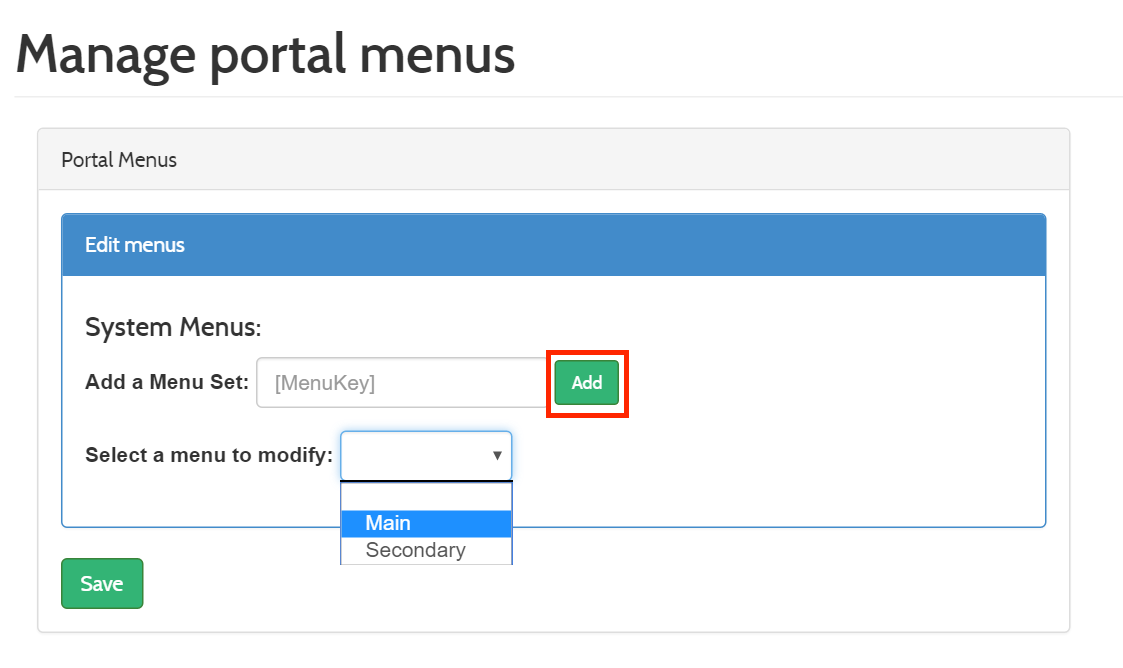 Manage portal menus
Portal Menus
Edit menus
System Menus:
Add a Menu Set: [MenuKey] Add
Select a menu to modify:
Main
Secondary
Save